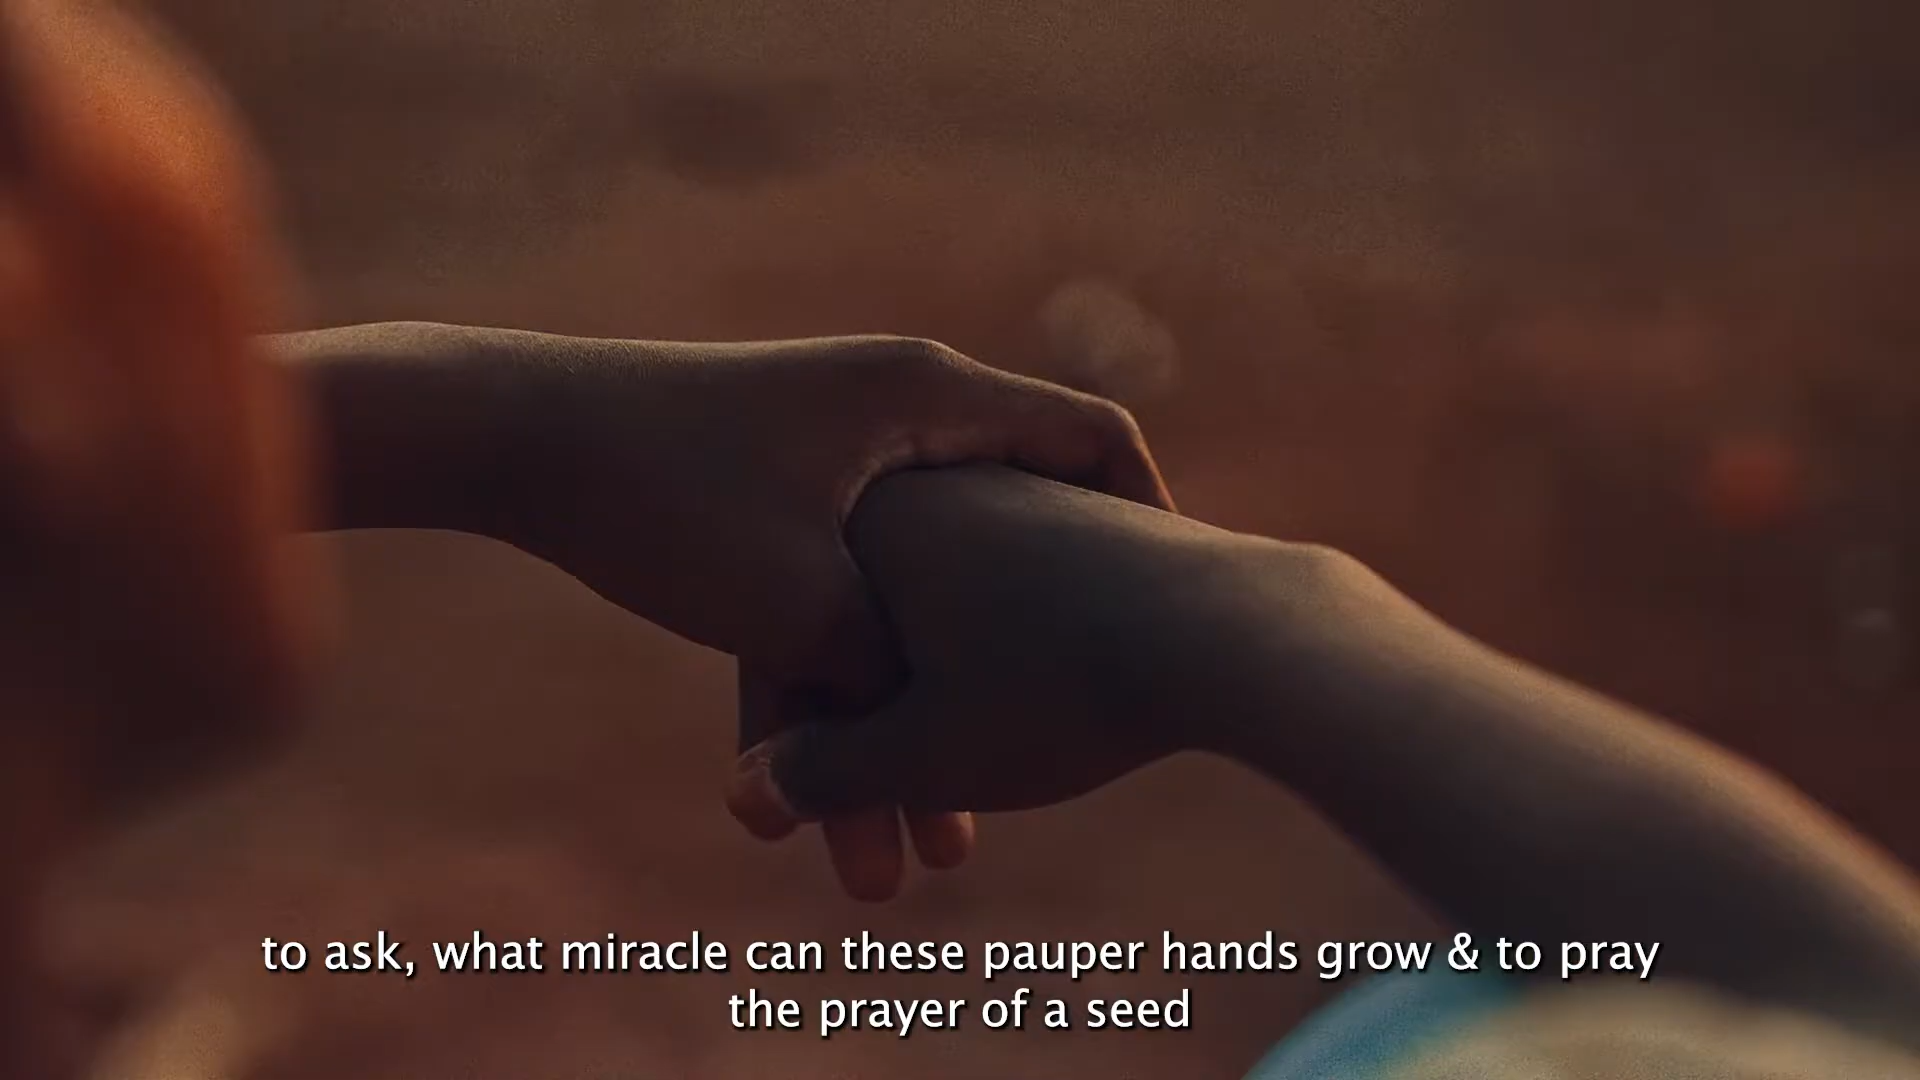 to ask, what miracle can these pauper hands grow & to pray
the prayer of a seed